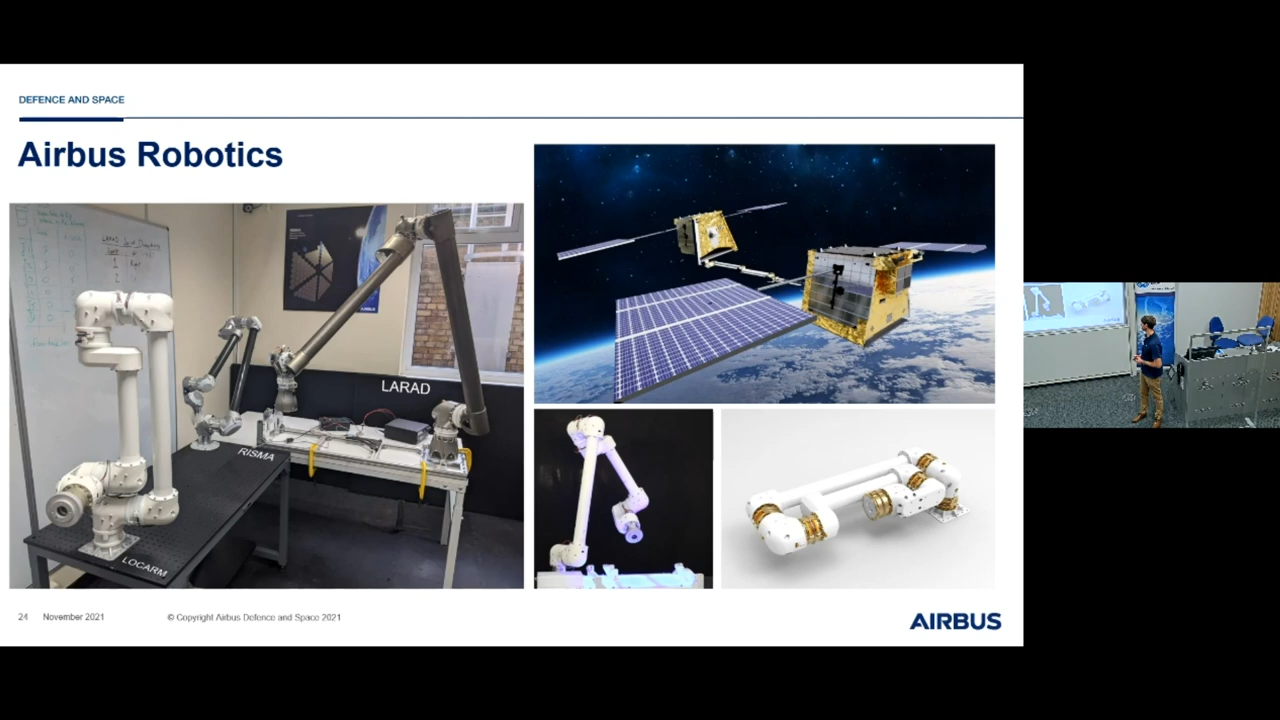 DEFENCE AND SPACE
Airbus Robotics
LARAD
RISMA
LOCARM
24 November 2021 © Copyright Airbus Defence and Space 2021
AIRBUS